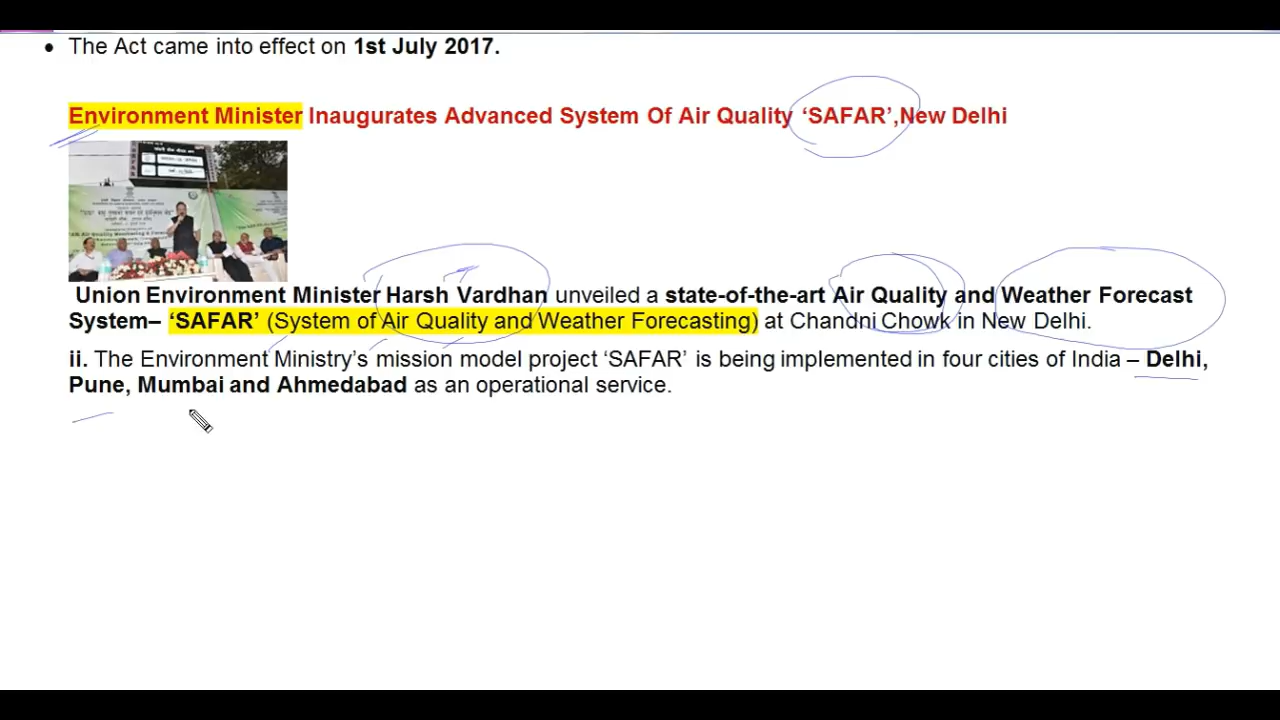 • The Act came into effect on 1st July 2017.
Environment Minister Inaugurates Advanced System Of Air Quality ‘SAFAR’,New Delhi
Union Environment Minister Harsh Vardhan unveiled a state-of-the-art Air Quality and Weather Forecast
System– ‘SAFAR’ (System of Air Quality and Weather Forecasting) at Chandni Chowk in New Delhi.
ii. The Environment Ministry’s mission model project ‘SAFAR’ is being implemented in four cities of India – Delhi,
Pune, Mumbai and Ahmedabad as an operational service.